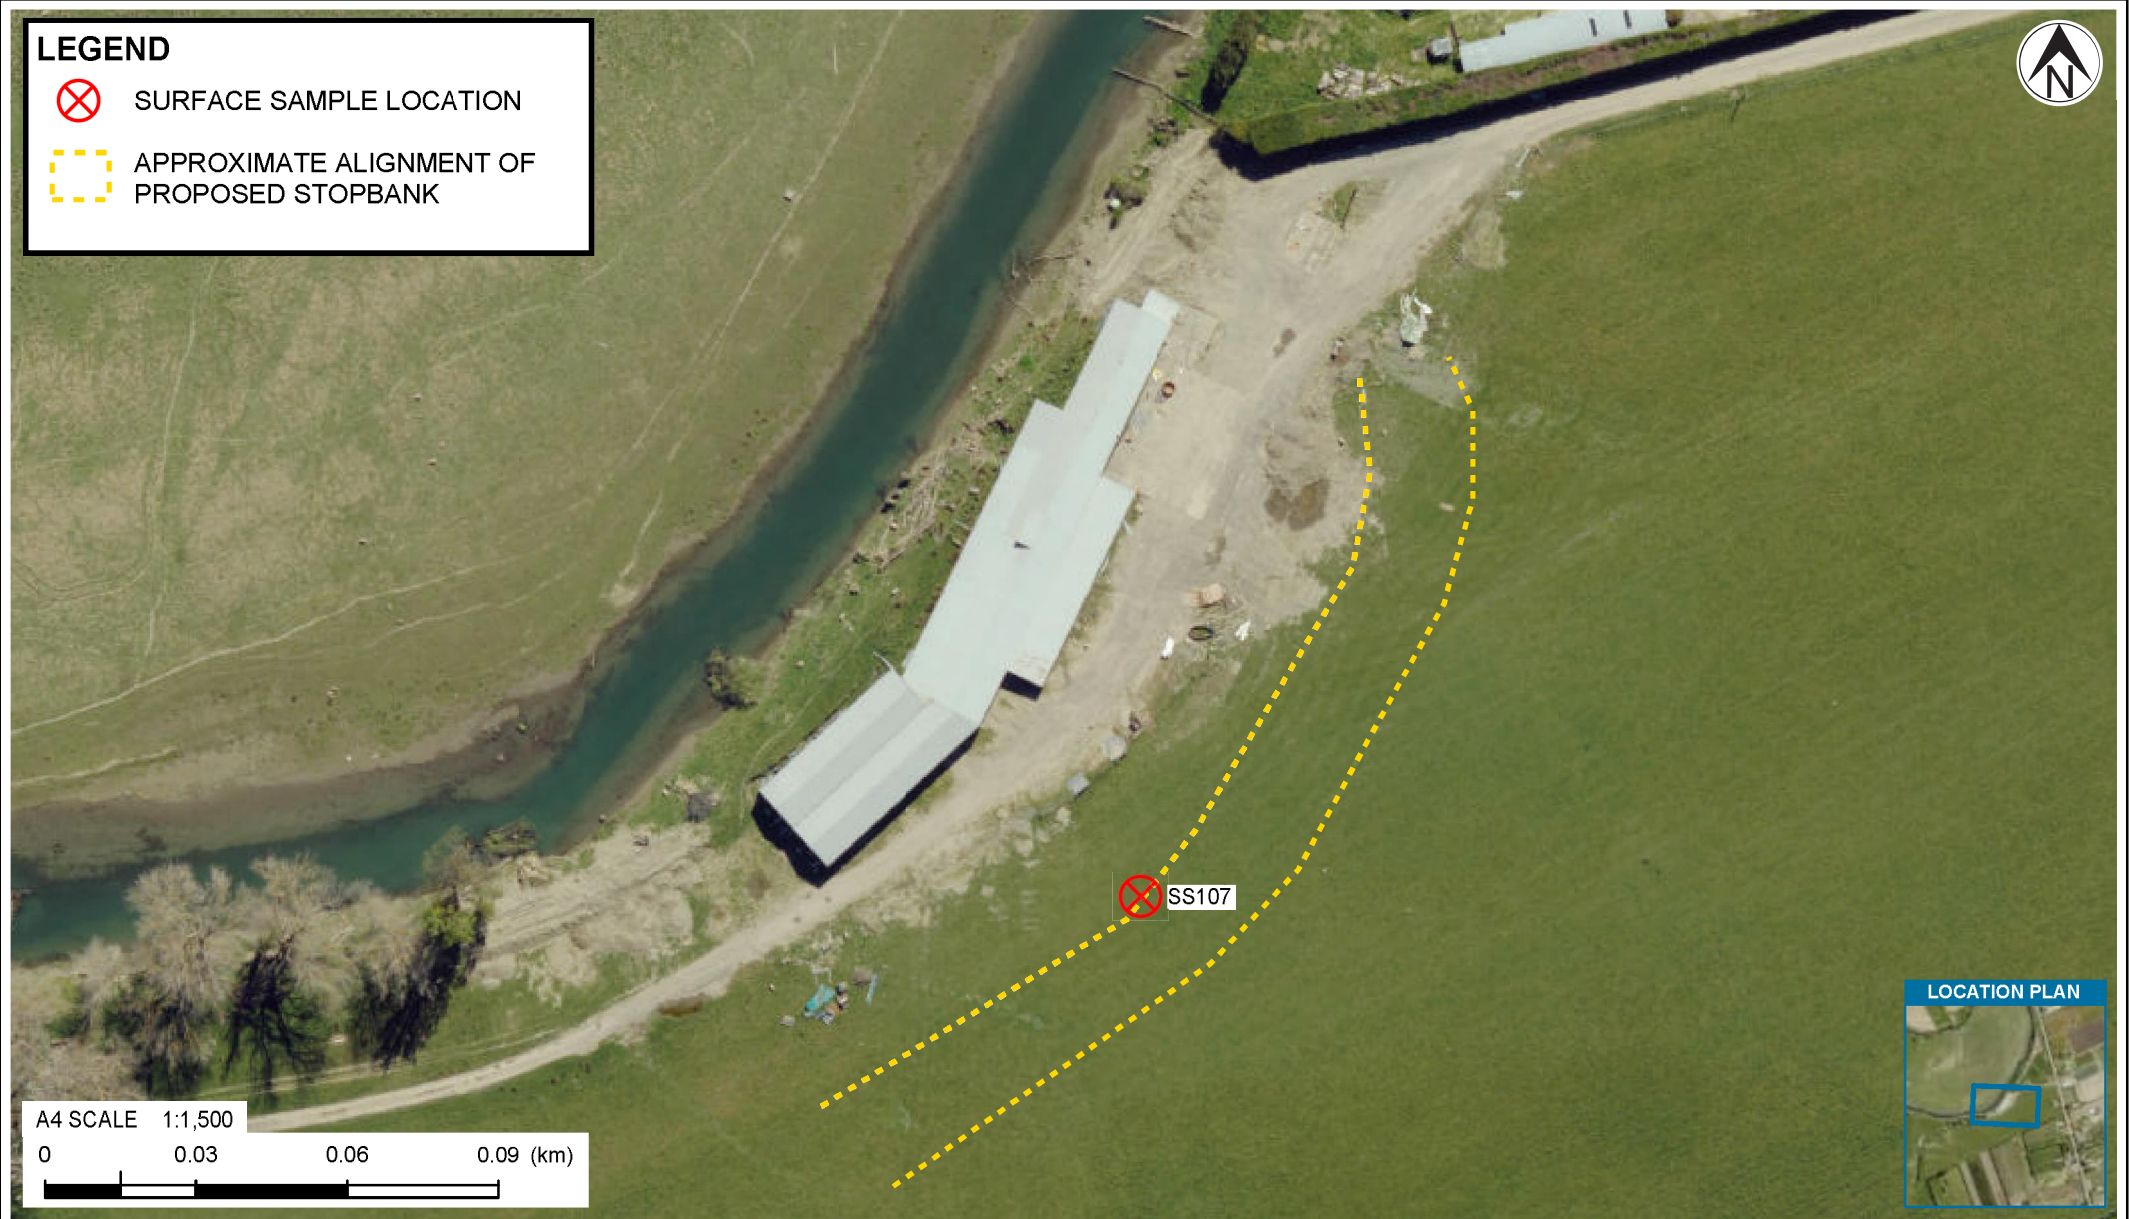 LEGEND
SURFACE SAMPLE LOCATION
APPROXIMATE ALIGNMENT OF
PROPOSED STOPBANK
N
SS107
LOCATION PLAN
A4 SCALE 1:1,500
0 0.03 0.06 0.09 (km)